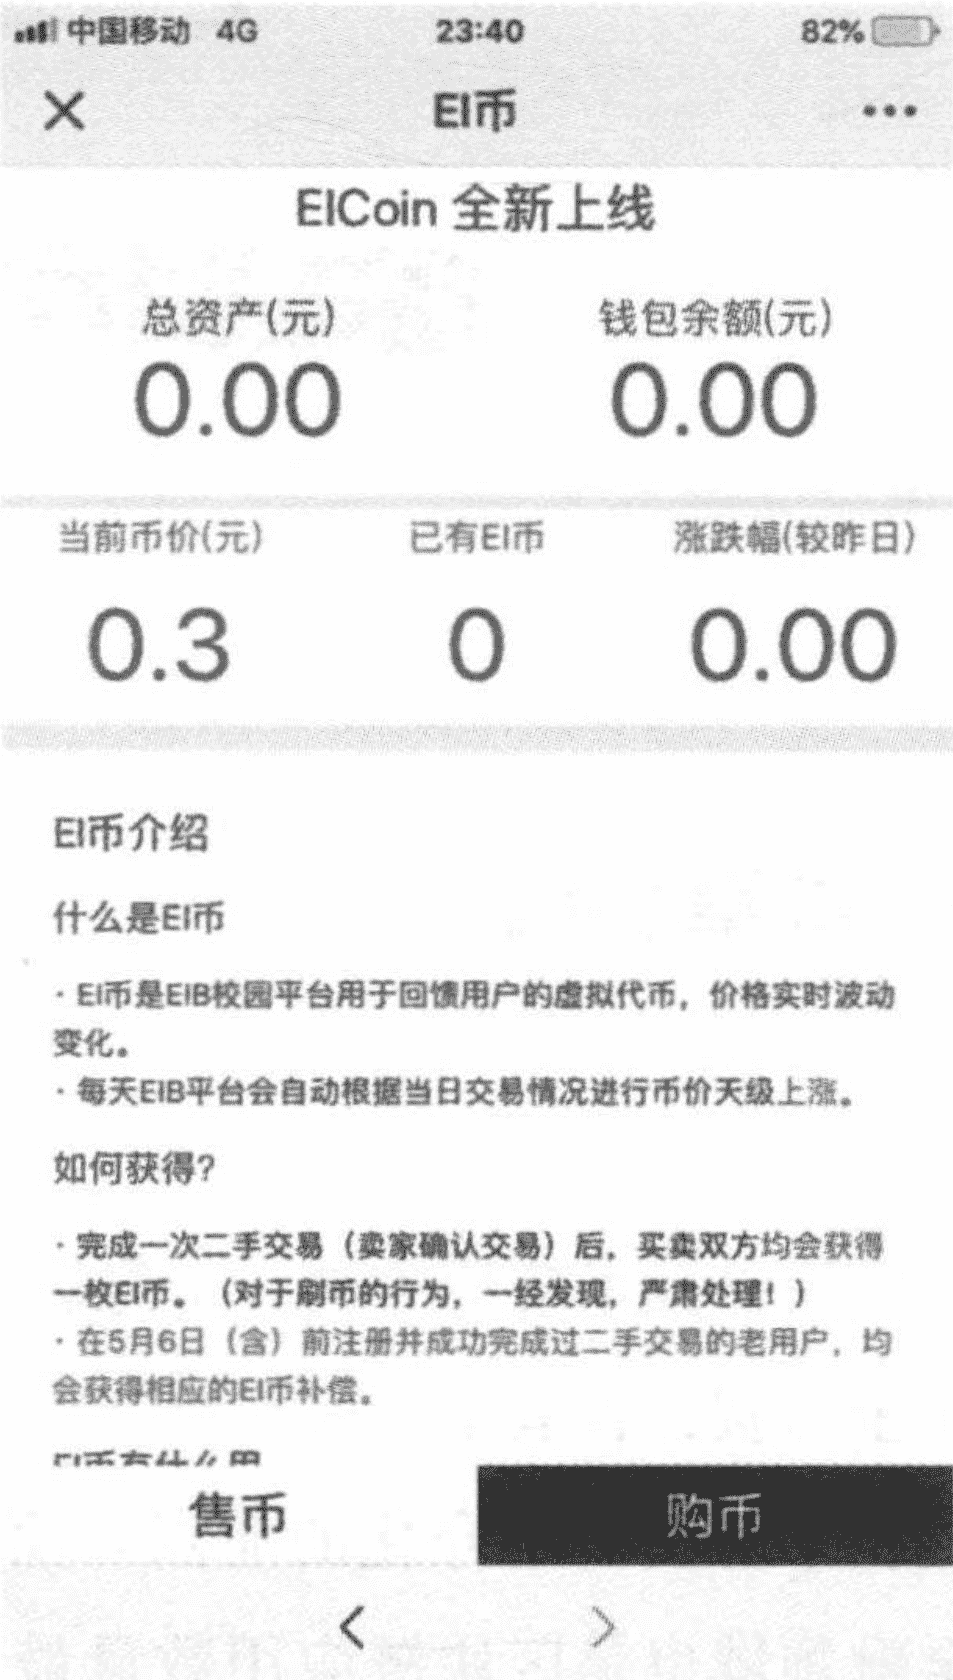 中国移动 4G 23:40 82%
EI币
EICoin 全新上线
总资产(元) 钱包余额(元)
0.00 0.00
当前币价(元) 已有EI币 涨跌幅(较昨日)
0.3 0 0.00
EI币介绍
什么是EI币
· EI币是EIB校园平台用于回馈用户的虚拟代币，价格实时波动
变化。
· 每天EIB平台会自动根据当日交易情况进行币价天级上涨。
如何获得?
· 完成一次二手交易（卖家确认交易）后，买卖双方均会获得
一枚EI币。（对于刷币的行为，一经发现，严肃处理！）
· 在5月6日（含）前注册并成功完成过二手交易的老用户，均
会获得相应的EI币补偿。
EI币有什么用
售币 购币